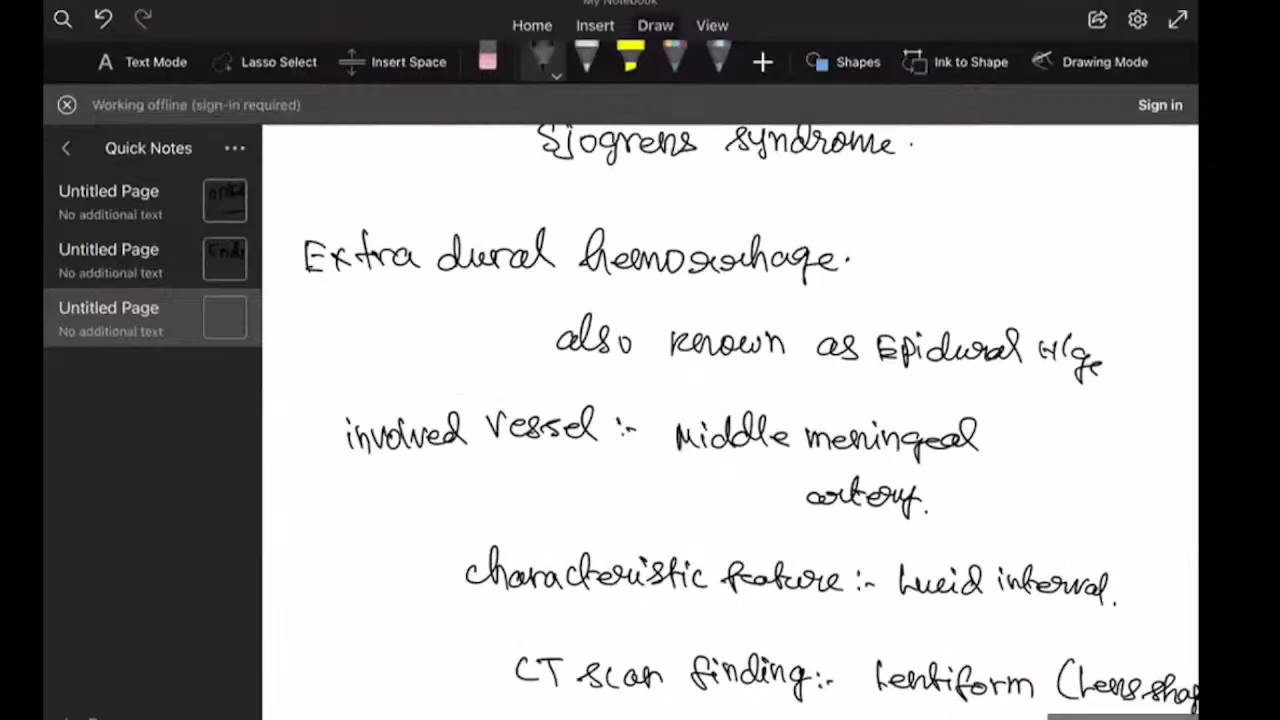 My Notebook
Home Insert Draw View
Text Mode Lasso Select Insert Space Shapes Ink to Shape Drawing Mode
Working offline (sign-in required) Sign in
Quick Notes
Untitled Page
No additional text
Untitled Page
No additional text
Untitled Page
No additional text
Sjogrens syndrome.
Extra dural hemorrhage.
also known as Epidural H/ge
involved vessel :- Middle meningeal
artery.
characteristic feature :- Lucid interval.
CT scan finding :- Lentiform (Lens shap